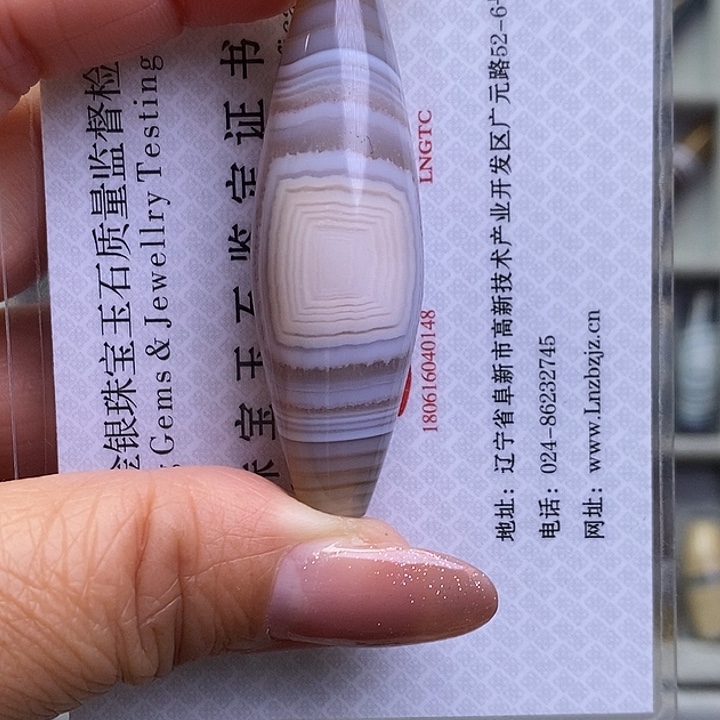 金银珠宝玉石质量监督检
Gems & Jewellry Testing
珠宝玉石鉴定证书
LNGTC
180616040148
地址：辽宁省阜新市高新技术产业开发区广元路52-6
电话：024-86232745
网址：www.Lnzbzjz.cn